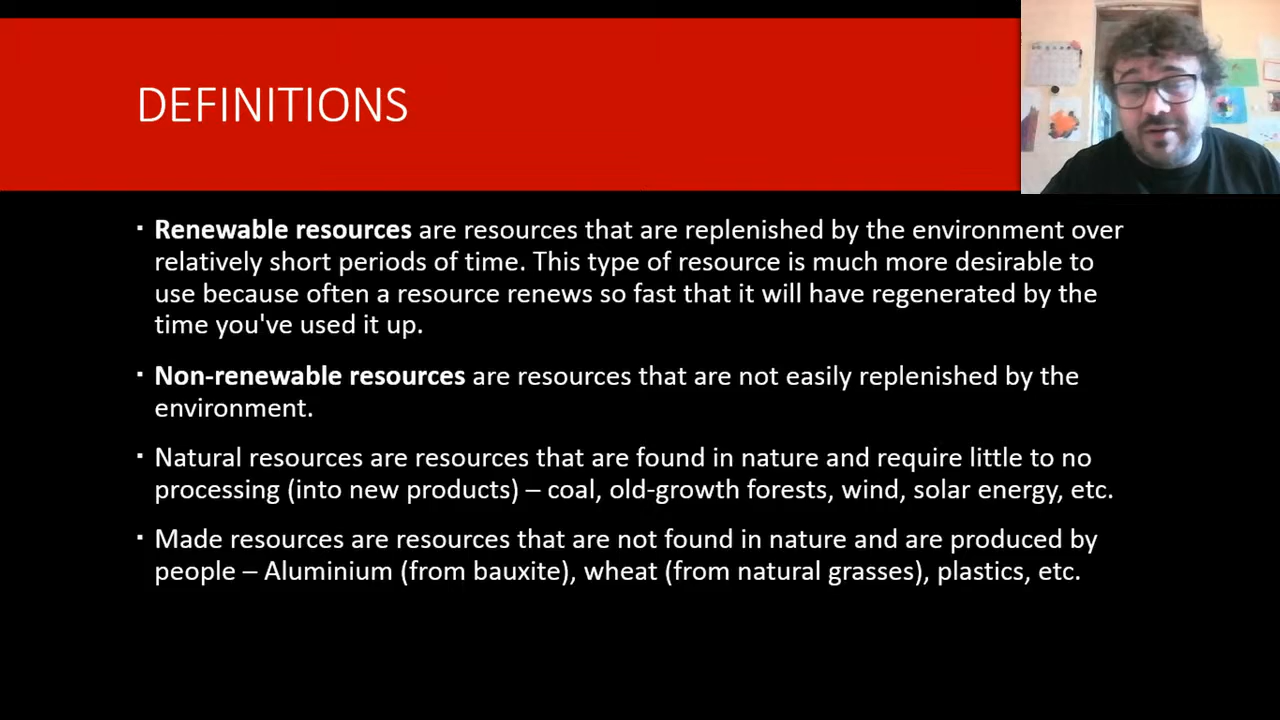 DEFINITIONS
▪ Renewable resources are resources that are replenished by the environment over
relatively short periods of time. This type of resource is much more desirable to
use because often a resource renews so fast that it will have regenerated by the
time you've used it up.
▪ Non-renewable resources are resources that are not easily replenished by the
environment.
▪ Natural resources are resources that are found in nature and require little to no
processing (into new products) – coal, old-growth forests, wind, solar energy, etc.
▪ Made resources are resources that are not found in nature and are produced by
people – Aluminium (from bauxite), wheat (from natural grasses), plastics, etc.